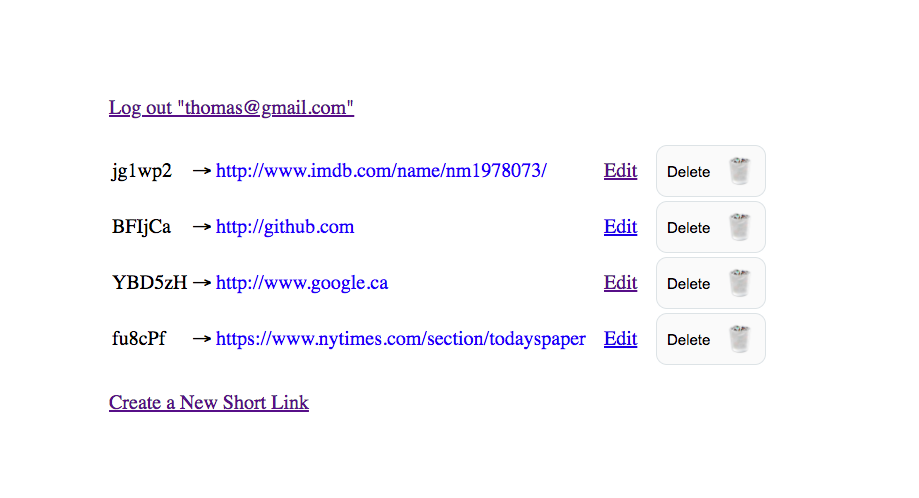 Log out "thomas@gmail.com"
jg1wp2 → http://www.imdb.com/name/nm1978073/ Edit Delete
BFIjCa → http://github.com Edit Delete
YBD5zH → http://www.google.ca Edit Delete
fu8cPf → https://www.nytimes.com/section/todayspaper Edit Delete
Create a New Short Link